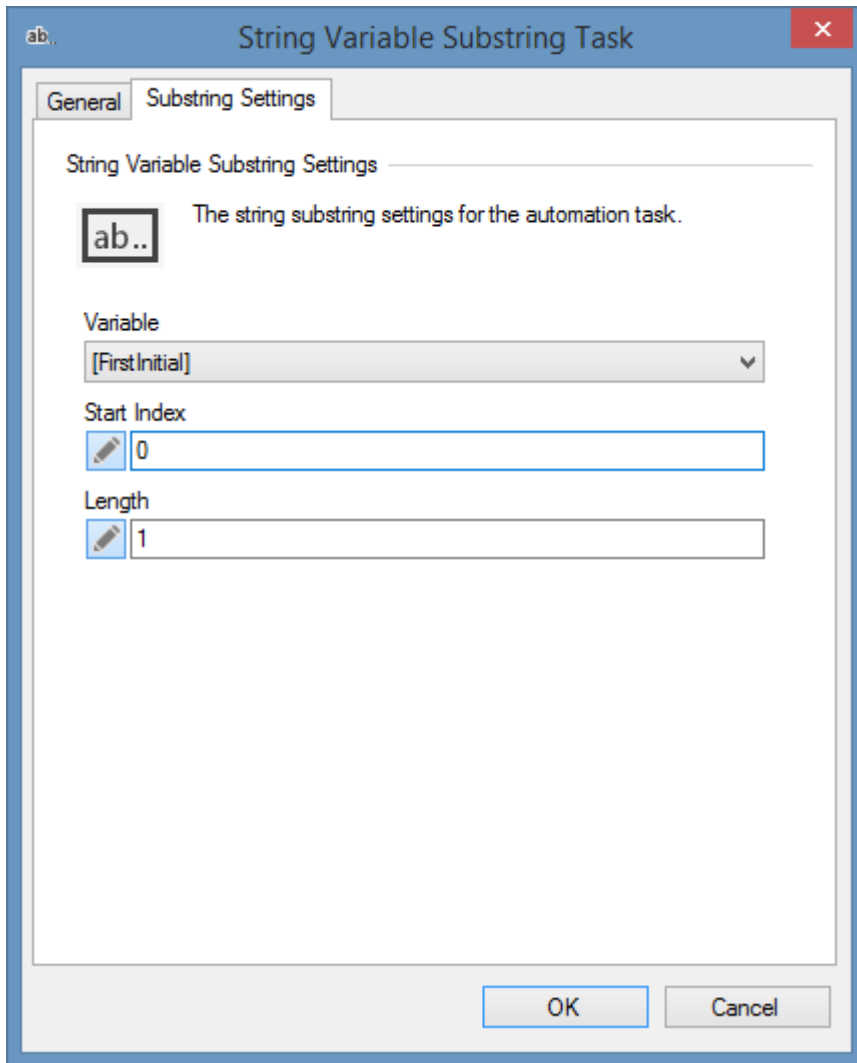 ab..
String Variable Substring Task
General
Substring Settings
String Variable Substring Settings
ab..
The string substring settings for the automation task.
Variable
[FirstInitial]
Start Index
0
Length
1
OK
Cancel